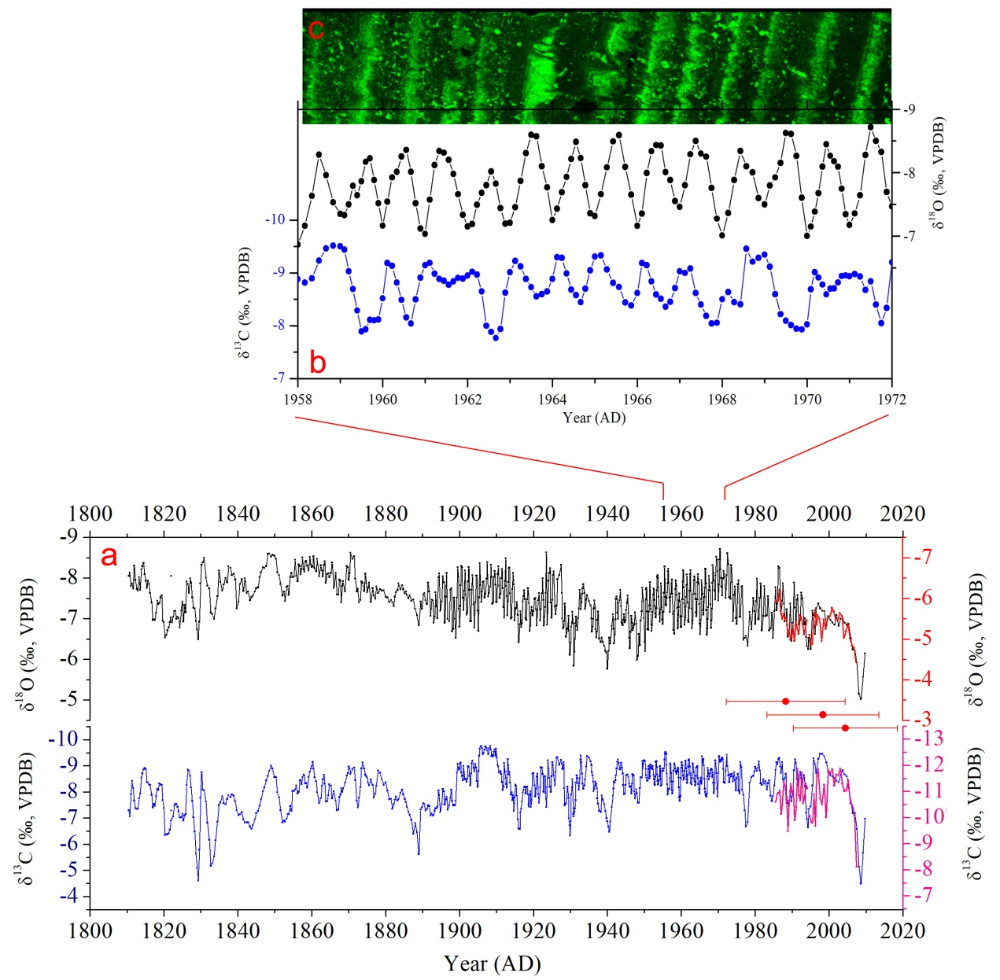 c
-9
-8
-7
δ18O (‰, VPDB)
-10
-9
-8
-7
δ13C (‰, VPDB)
b
1958 1960 1962 1964 1966 1968 1970 1972
Year (AD)
1800 1820 1840 1860 1880 1900 1920 1940 1960 1980 2000 2020
a
-9
-8
-7
-6
-5
δ18O (‰, VPDB)
-7
-6
-5
-4
-3
δ18O (‰, VPDB)
-10
-9
-8
-7
-6
-5
-4
δ13C (‰, VPDB)
-13
-12
-11
-10
-9
-8
-7
δ13C (‰, VPDB)
1800 1820 1840 1860 1880 1900 1920 1940 1960 1980 2000 2020
Year (AD)